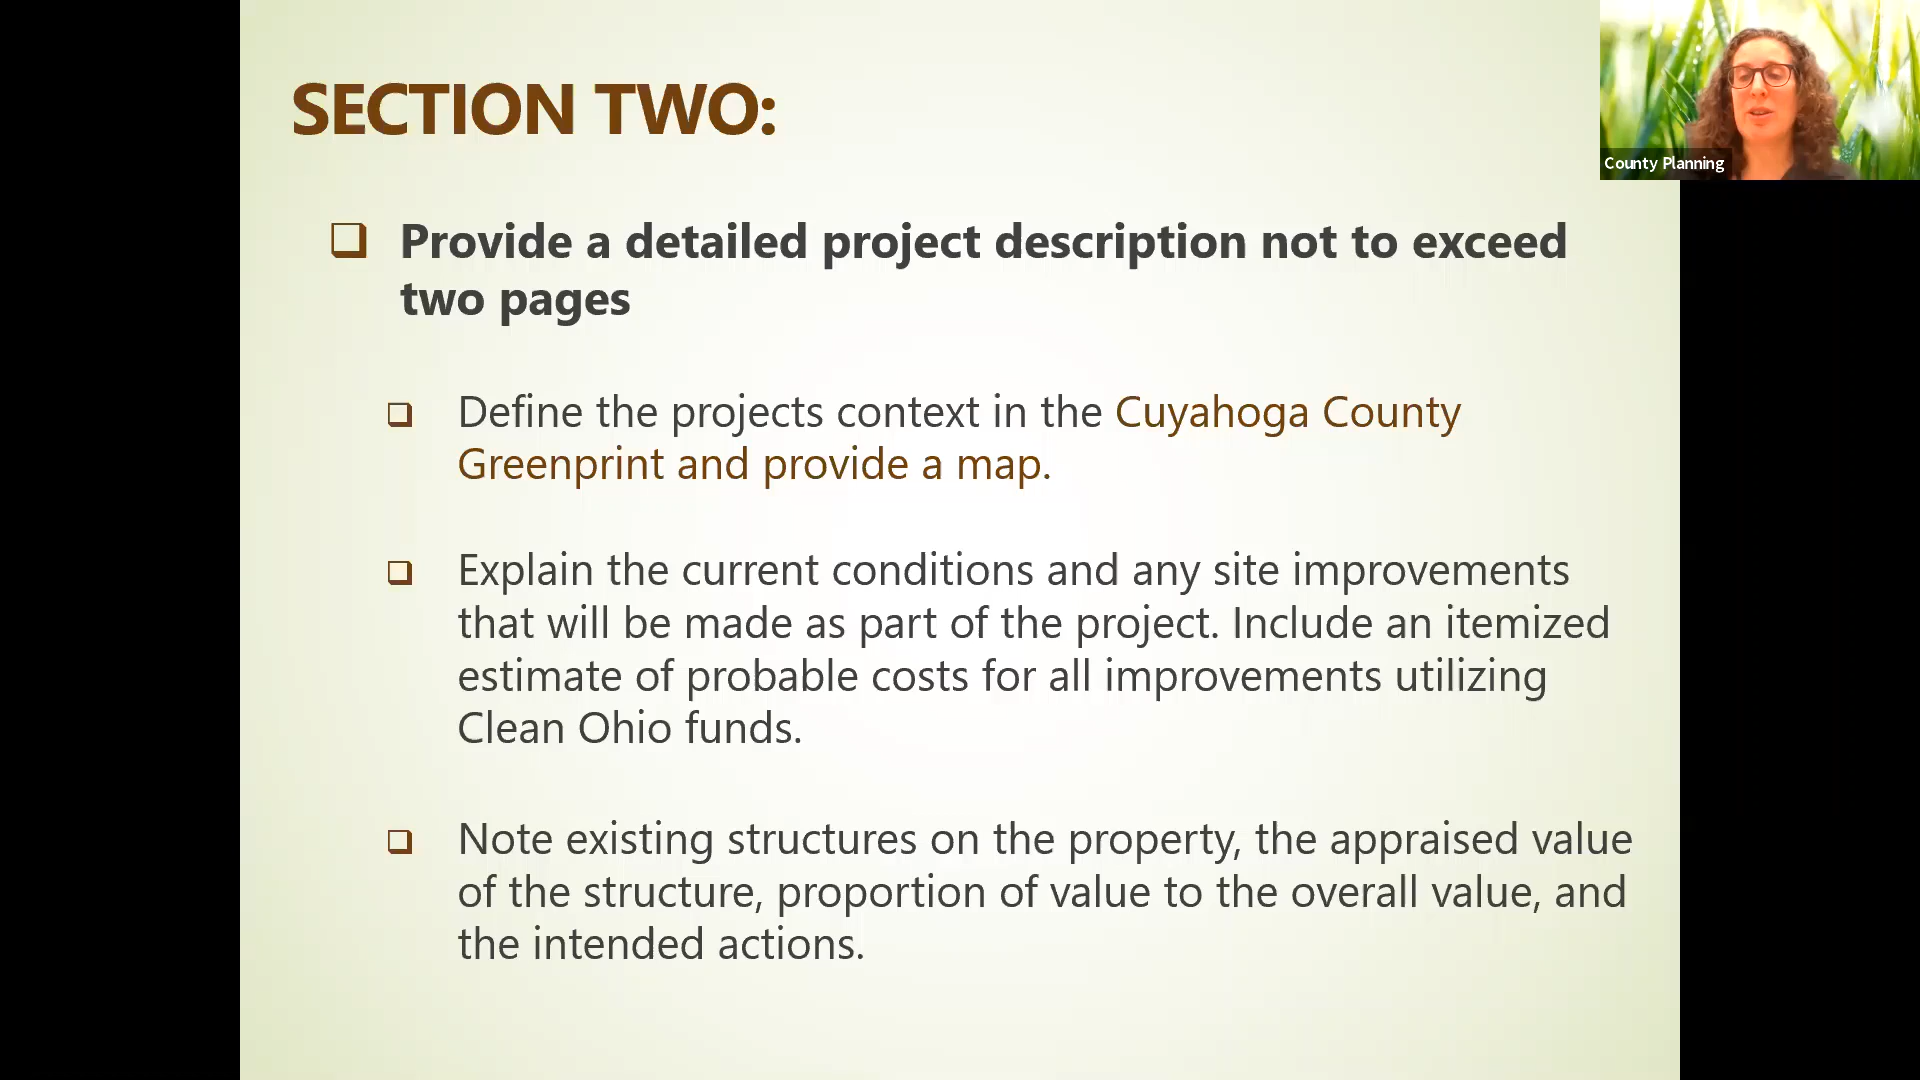 SECTION TWO:
County Planning
Provide a detailed project description not to exceed
two pages
Define the projects context in the Cuyahoga County
Greenprint and provide a map.
Explain the current conditions and any site improvements
that will be made as part of the project. Include an itemized
estimate of probable costs for all improvements utilizing
Clean Ohio funds.
Note existing structures on the property, the appraised value
of the structure, proportion of value to the overall value, and
the intended actions.